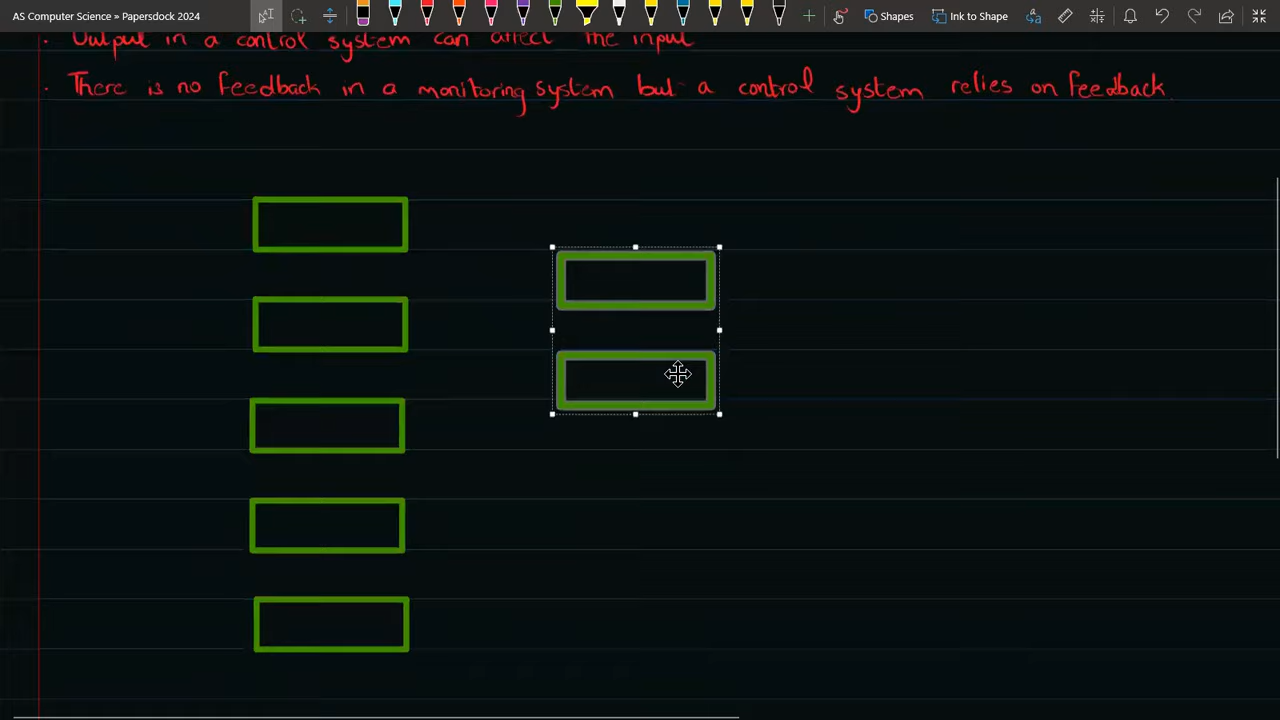 AS Computer Science » Papersdock 2024
Shapes
Ink to Shape
· Output in a control system can affect the input
· There is no feedback in a monitoring system but a control system relies on feedback.